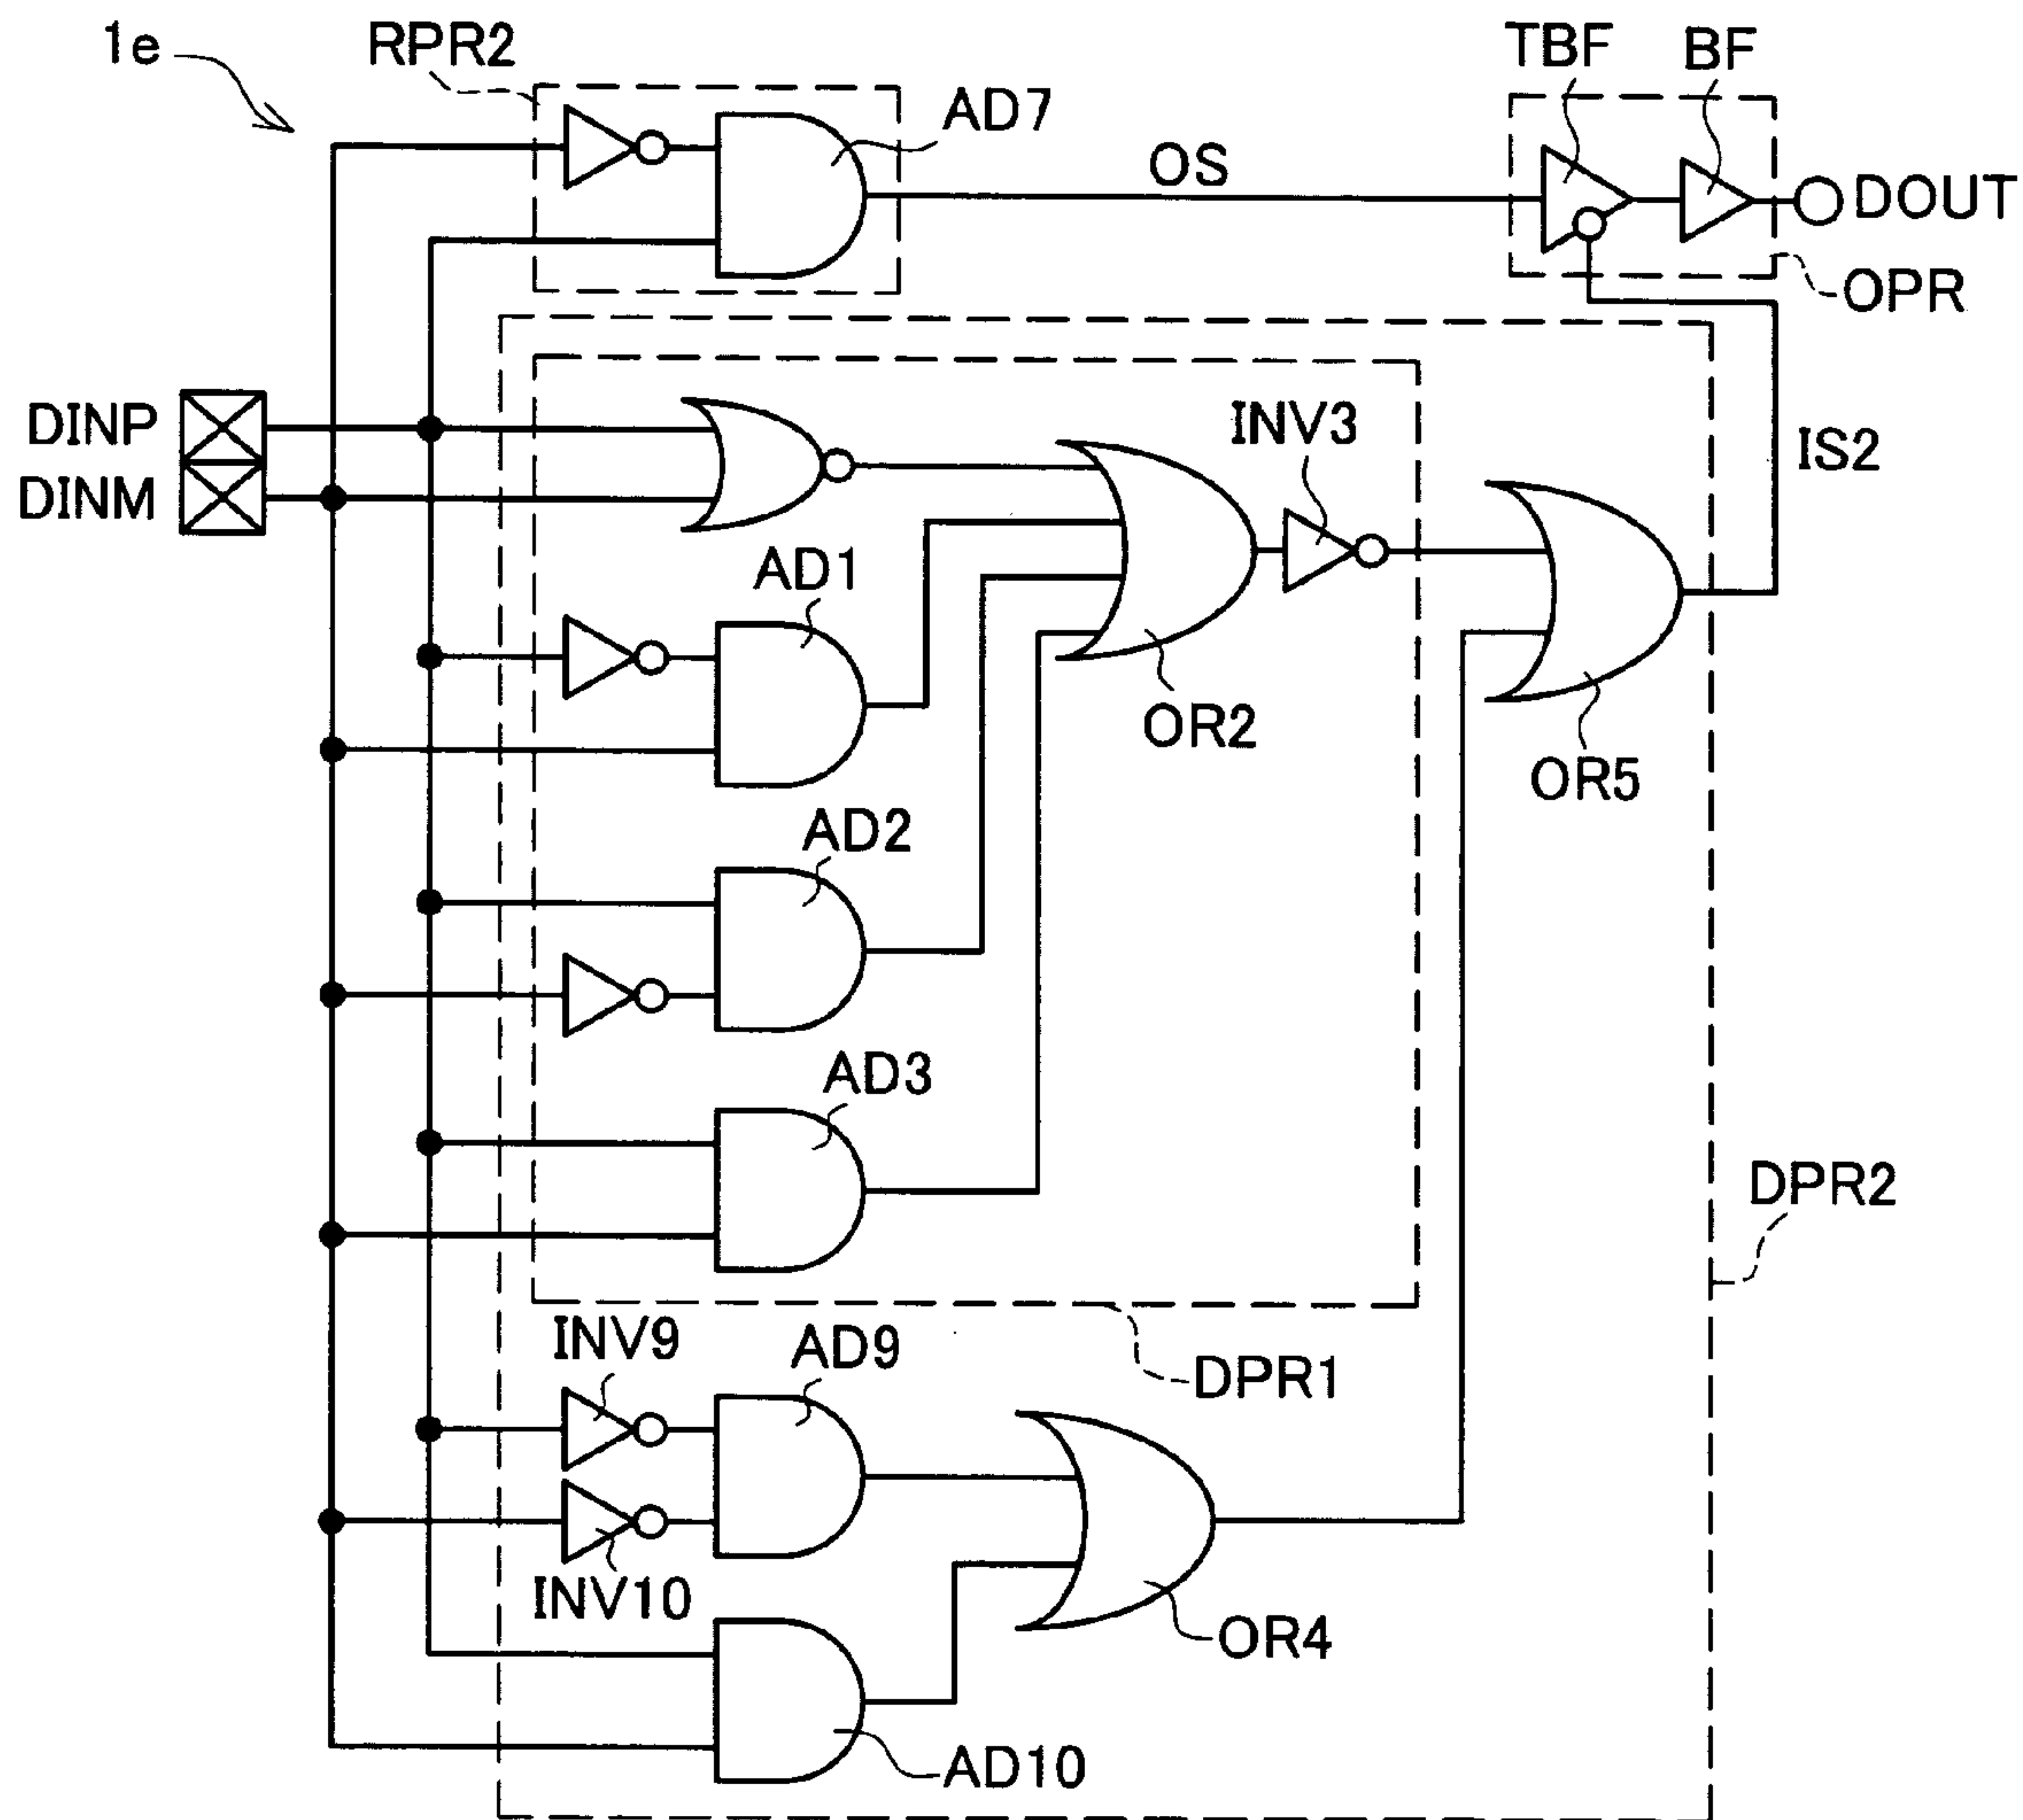 1e
RPR2
AD7
OS
TBF
BF
DOUT
OPR
DINP
DINM
INV3
IS2
AD1
OR2
OR5
AD2
AD3
DPR2
INV9
AD9
DPR1
INV10
OR4
AD10